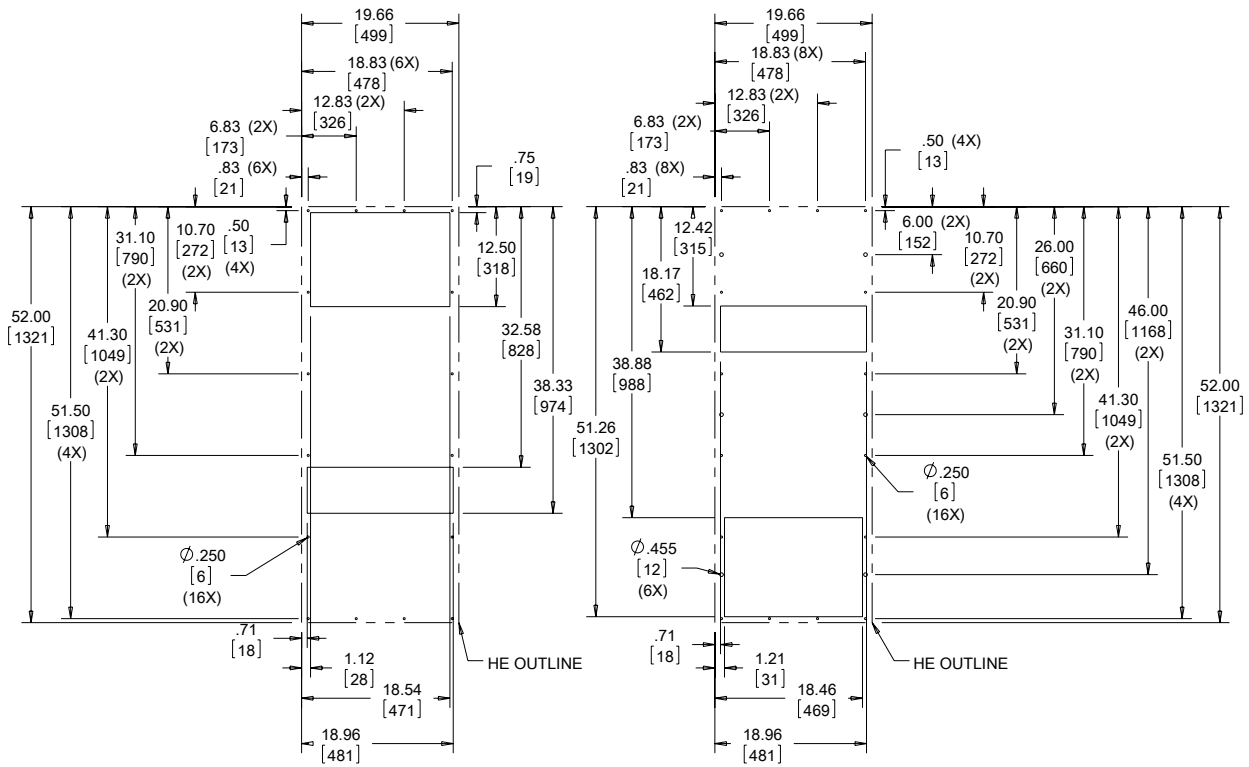 19.66
[499]
18.83 (6X)
[478]
12.83 (2X)
[326]
6.83 (2X)
[173]
.83 (6X)
[21]
.75
[19]
31.10
[790]
(2X)
10.70
[272]
(2X)
.50
[13]
(4X)
12.50
[318]
20.90
[531]
(2X)
52.00
[1321]
41.30
[1049]
(2X)
32.58
[828]
38.33
[974]
51.50
[1308]
(4X)
Ø.250
[6]
(16X)
.71
[18]
1.12
[28]
HE OUTLINE
18.54
[471]
18.96
[481]
19.66
[499]
18.83 (8X)
[478]
12.83 (2X)
[326]
6.83 (2X)
[173]
.83 (8X)
[21]
.50 (4X)
[13]
12.42
[315]
6.00 (2X)
[152]
10.70
[272]
(2X)
26.00
[660]
(2X)
18.17
[462]
20.90
[531]
(2X)
46.00
[1168]
(2X)
31.10
[790]
(2X)
38.88
[988]
52.00
[1321]
41.30
[1049]
(2X)
51.26
[1302]
51.50
[1308]
(4X)
Ø.250
[6]
(16X)
Ø.455
[12]
(6X)
.71
[18]
1.21
[31]
HE OUTLINE
18.46
[469]
18.96
[481]